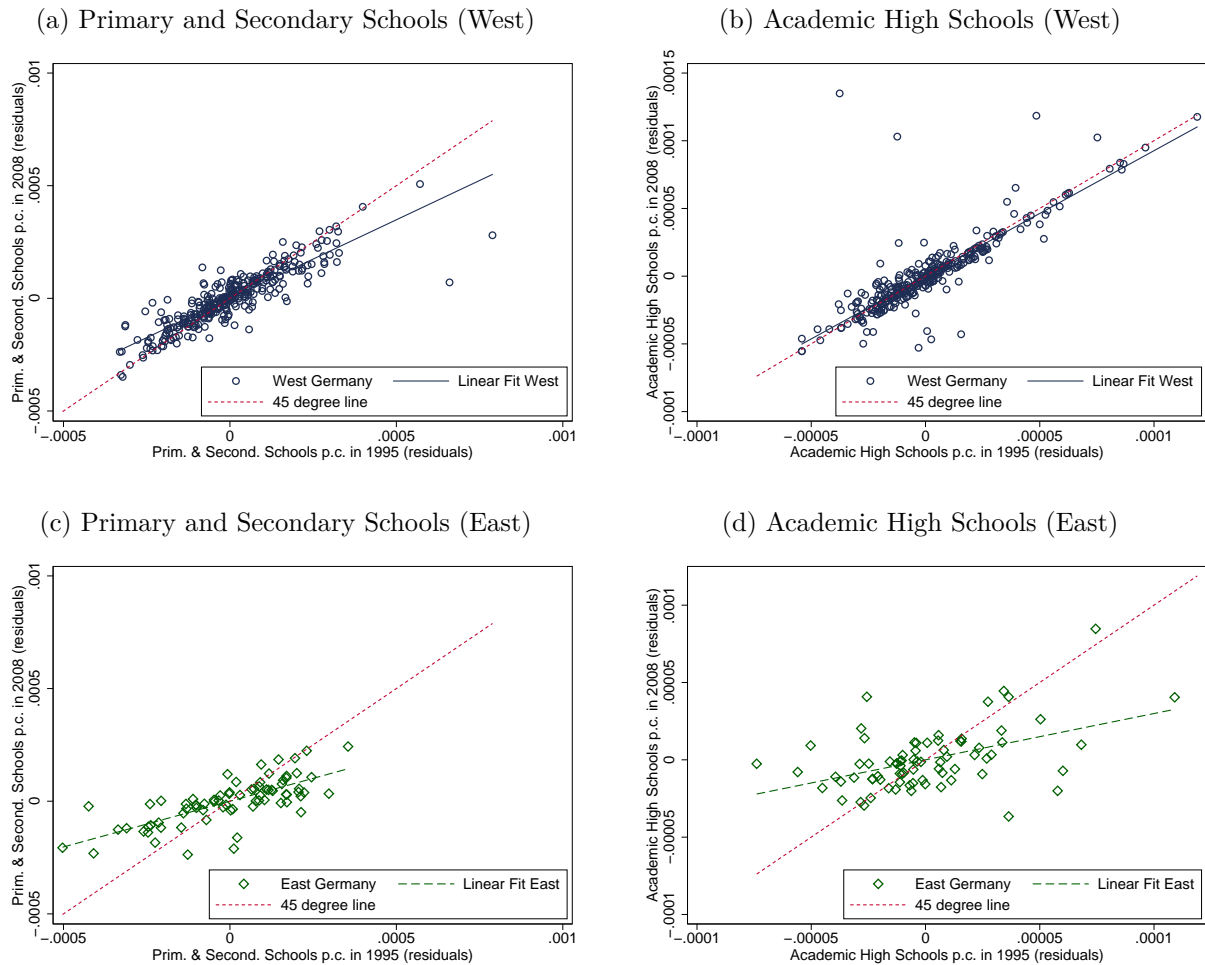 (a) Primary and Secondary Schools (West)
Prim. & Second. Schools p.c. in 2008 (residuals)
.001
.0005
0
−.0005
West Germany
Linear Fit West
45 degree line
−.0005 0 .0005 .001
Prim. & Second. Schools p.c. in 1995 (residuals)
(b) Academic High Schools (West)
Academic High Schools p.c. in 2008 (residuals)
.00015
.0001
.00005
0
−.00005
−.0001
West Germany
Linear Fit West
45 degree line
−.0001 −.00005 0 .00005 .0001
Academic High Schools p.c. in 1995 (residuals)
(c) Primary and Secondary Schools (East)
Prim. & Second. Schools p.c. in 2008 (residuals)
.001
.0005
0
−.0005
East Germany
Linear Fit East
45 degree line
−.0005 0 .0005 .001
Prim. & Second. Schools p.c. in 1995 (residuals)
(d) Academic High Schools (East)
Academic High Schools p.c. in 2008 (residuals)
.0001
.00005
0
−.00005
−.0001
East Germany
Linear Fit East
45 degree line
−.0001 −.00005 0 .00005 .0001
Academic High Schools p.c. in 1995 (residuals)